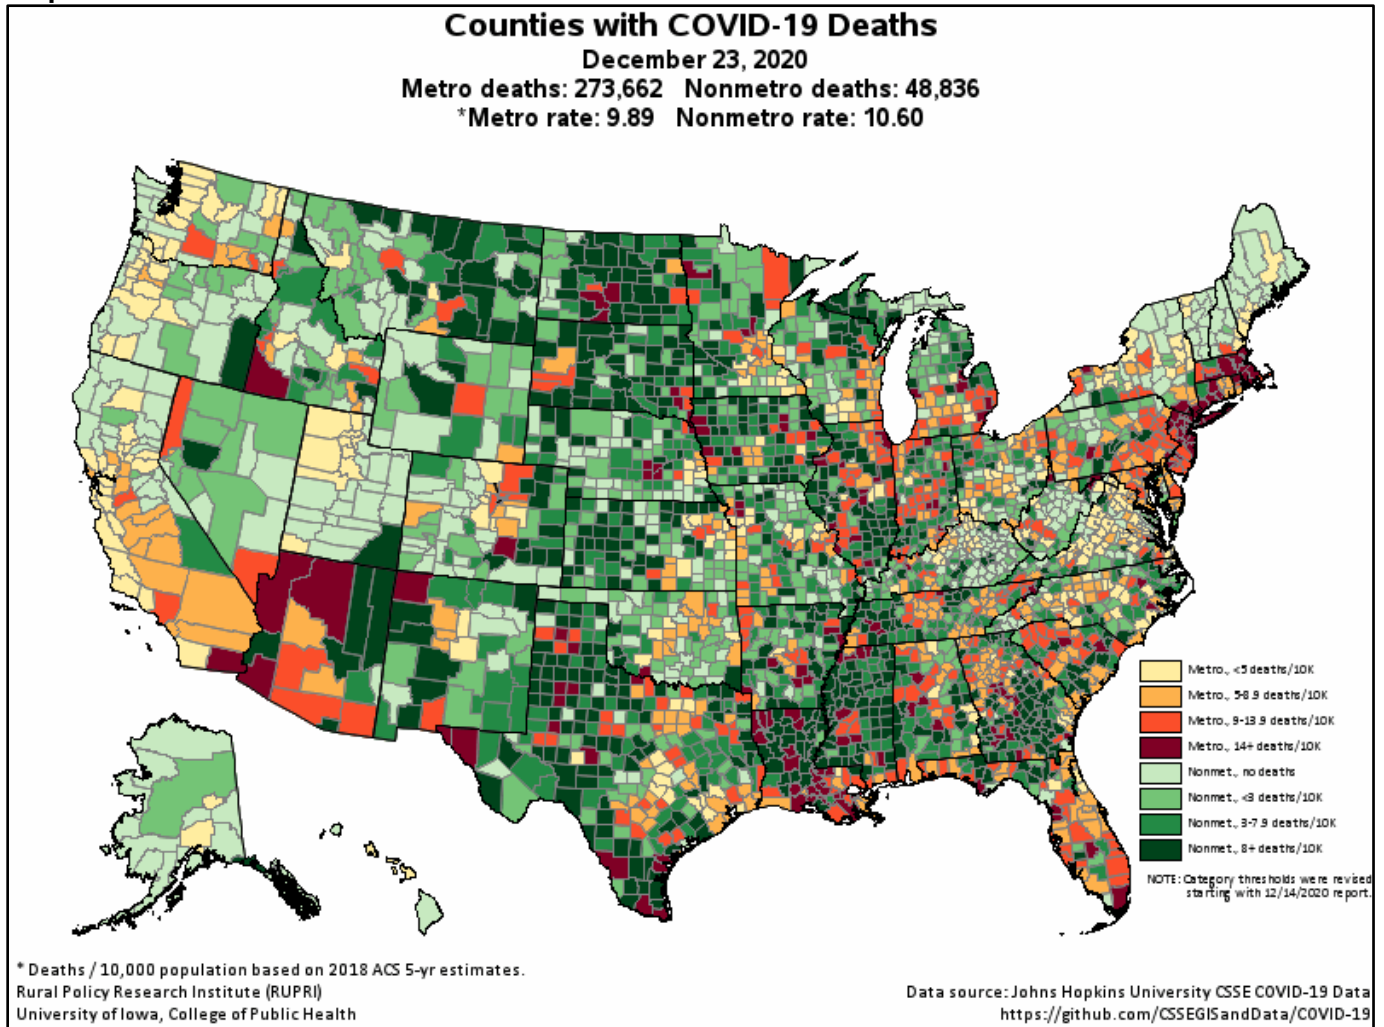 Counties with COVID-19 Deaths
December 23, 2020
Metro deaths: 273,662 Nonmetro deaths: 48,836
*Metro rate: 9.89 Nonmetro rate: 10.60
Metro., <5 deaths/10K
Metro., 5-8.9 deaths/10K
Metro., 9-13.9 deaths/10K
Metro., 14+ deaths/10K
Nonmet., no deaths
Nonmet., <3 deaths/10K
Nonmet., 3-7.9 deaths/10K
Nonmet., 8+ deaths/10K
NOTE: Category thresholds were revised
starting with 12/14/2020 report.
* Deaths / 10,000 population based on 2018 ACS 5-yr estimates.
Rural Policy Research Institute (RUPRI)
University of Iowa, College of Public Health
Data source: Johns Hopkins University CSSE COVID-19 Data
https://github.com/CSSEGISandData/COVID-19